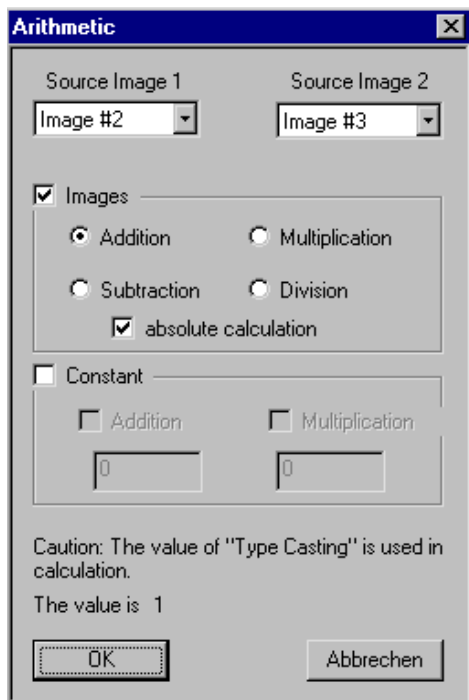 Arithmetic
Source Image 1 Source Image 2
Image #2 Image #3
Images
Addition Multiplication
Subtraction Division
absolute calculation
Constant
Addition Multiplication
0 0
Caution: The value of "Type Casting" is used in
calculation.
The value is 1
OK Abbrechen